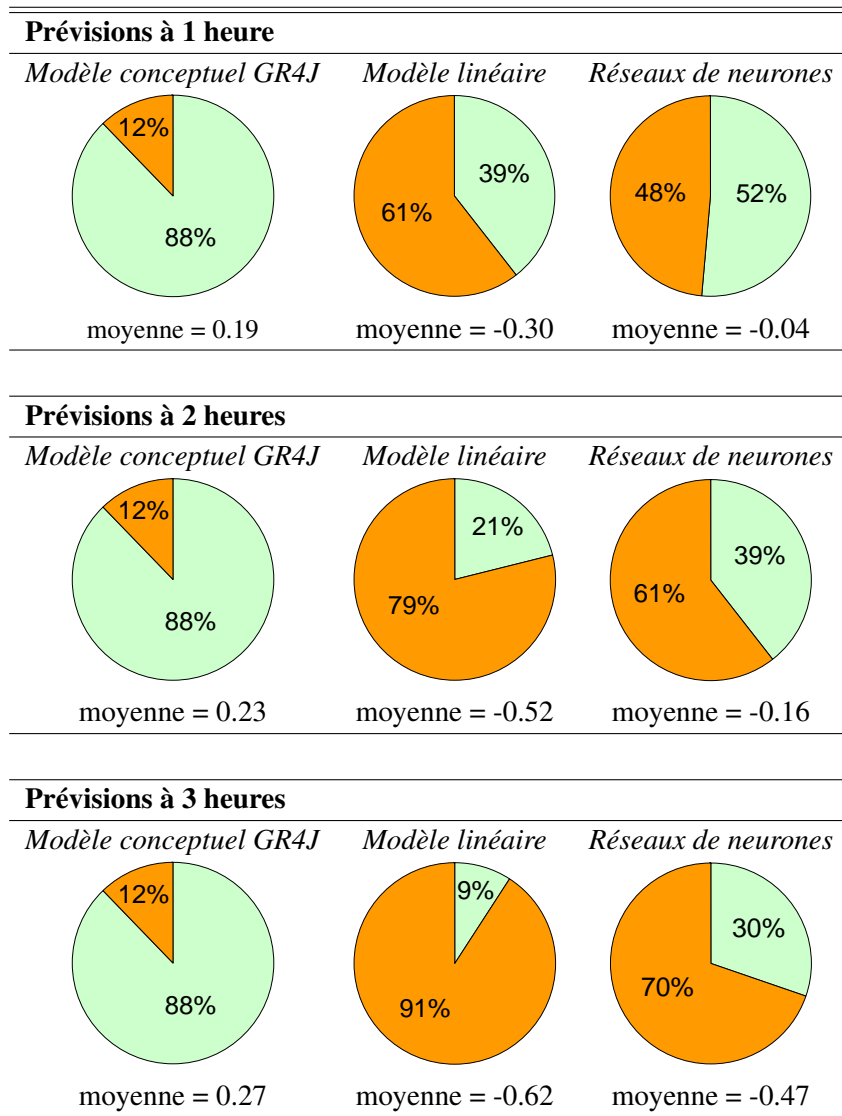 Prévisions à 1 heure
Modèle conceptuel GR4J Modèle linéaire Réseaux de neurones
12% 39%
61% 48% 52%
88%
moyenne = 0.19 moyenne = -0.30 moyenne = -0.04
Prévisions à 2 heures
Modèle conceptuel GR4J Modèle linéaire Réseaux de neurones
12% 21% 39%
88% 79% 61%
moyenne = 0.23 moyenne = -0.52 moyenne = -0.16
Prévisions à 3 heures
Modèle conceptuel GR4J Modèle linéaire Réseaux de neurones
12% 9% 30%
88% 91% 70%
moyenne = 0.27 moyenne = -0.62 moyenne = -0.47